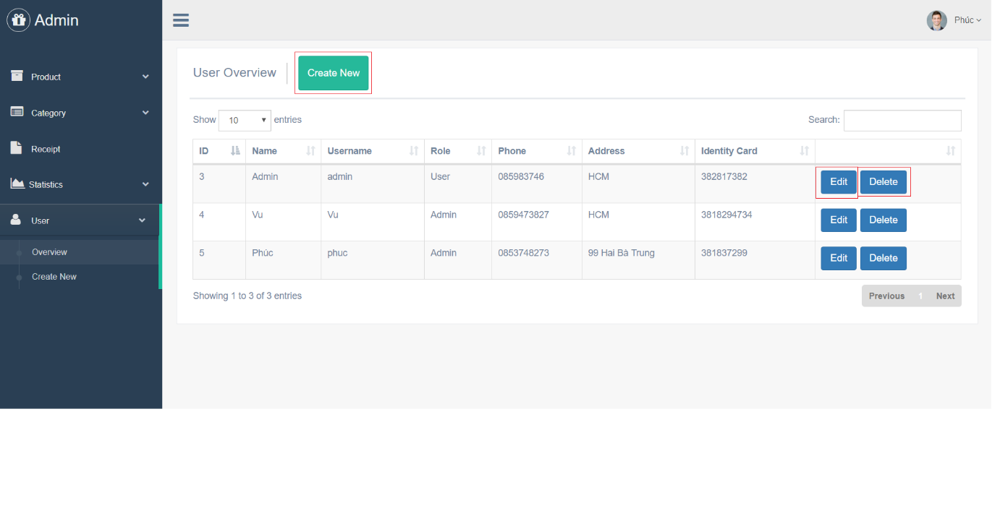 Admin
Phúc
Product
Category
Receipt
Statistics
User
Overview
Create New
User Overview
Create New
Show 10 entries
Search:
ID Name Username Role Phone Address Identity Card
3 Admin admin User 085983746 HCM 382817382 Edit Delete
4 Vu Vu Admin 0859473827 HCM 3818294734 Edit Delete
5 Phúc phuc Admin 0853748273 99 Hai Bà Trung 381837299 Edit Delete
Showing 1 to 3 of 3 entries
Previous 1 Next